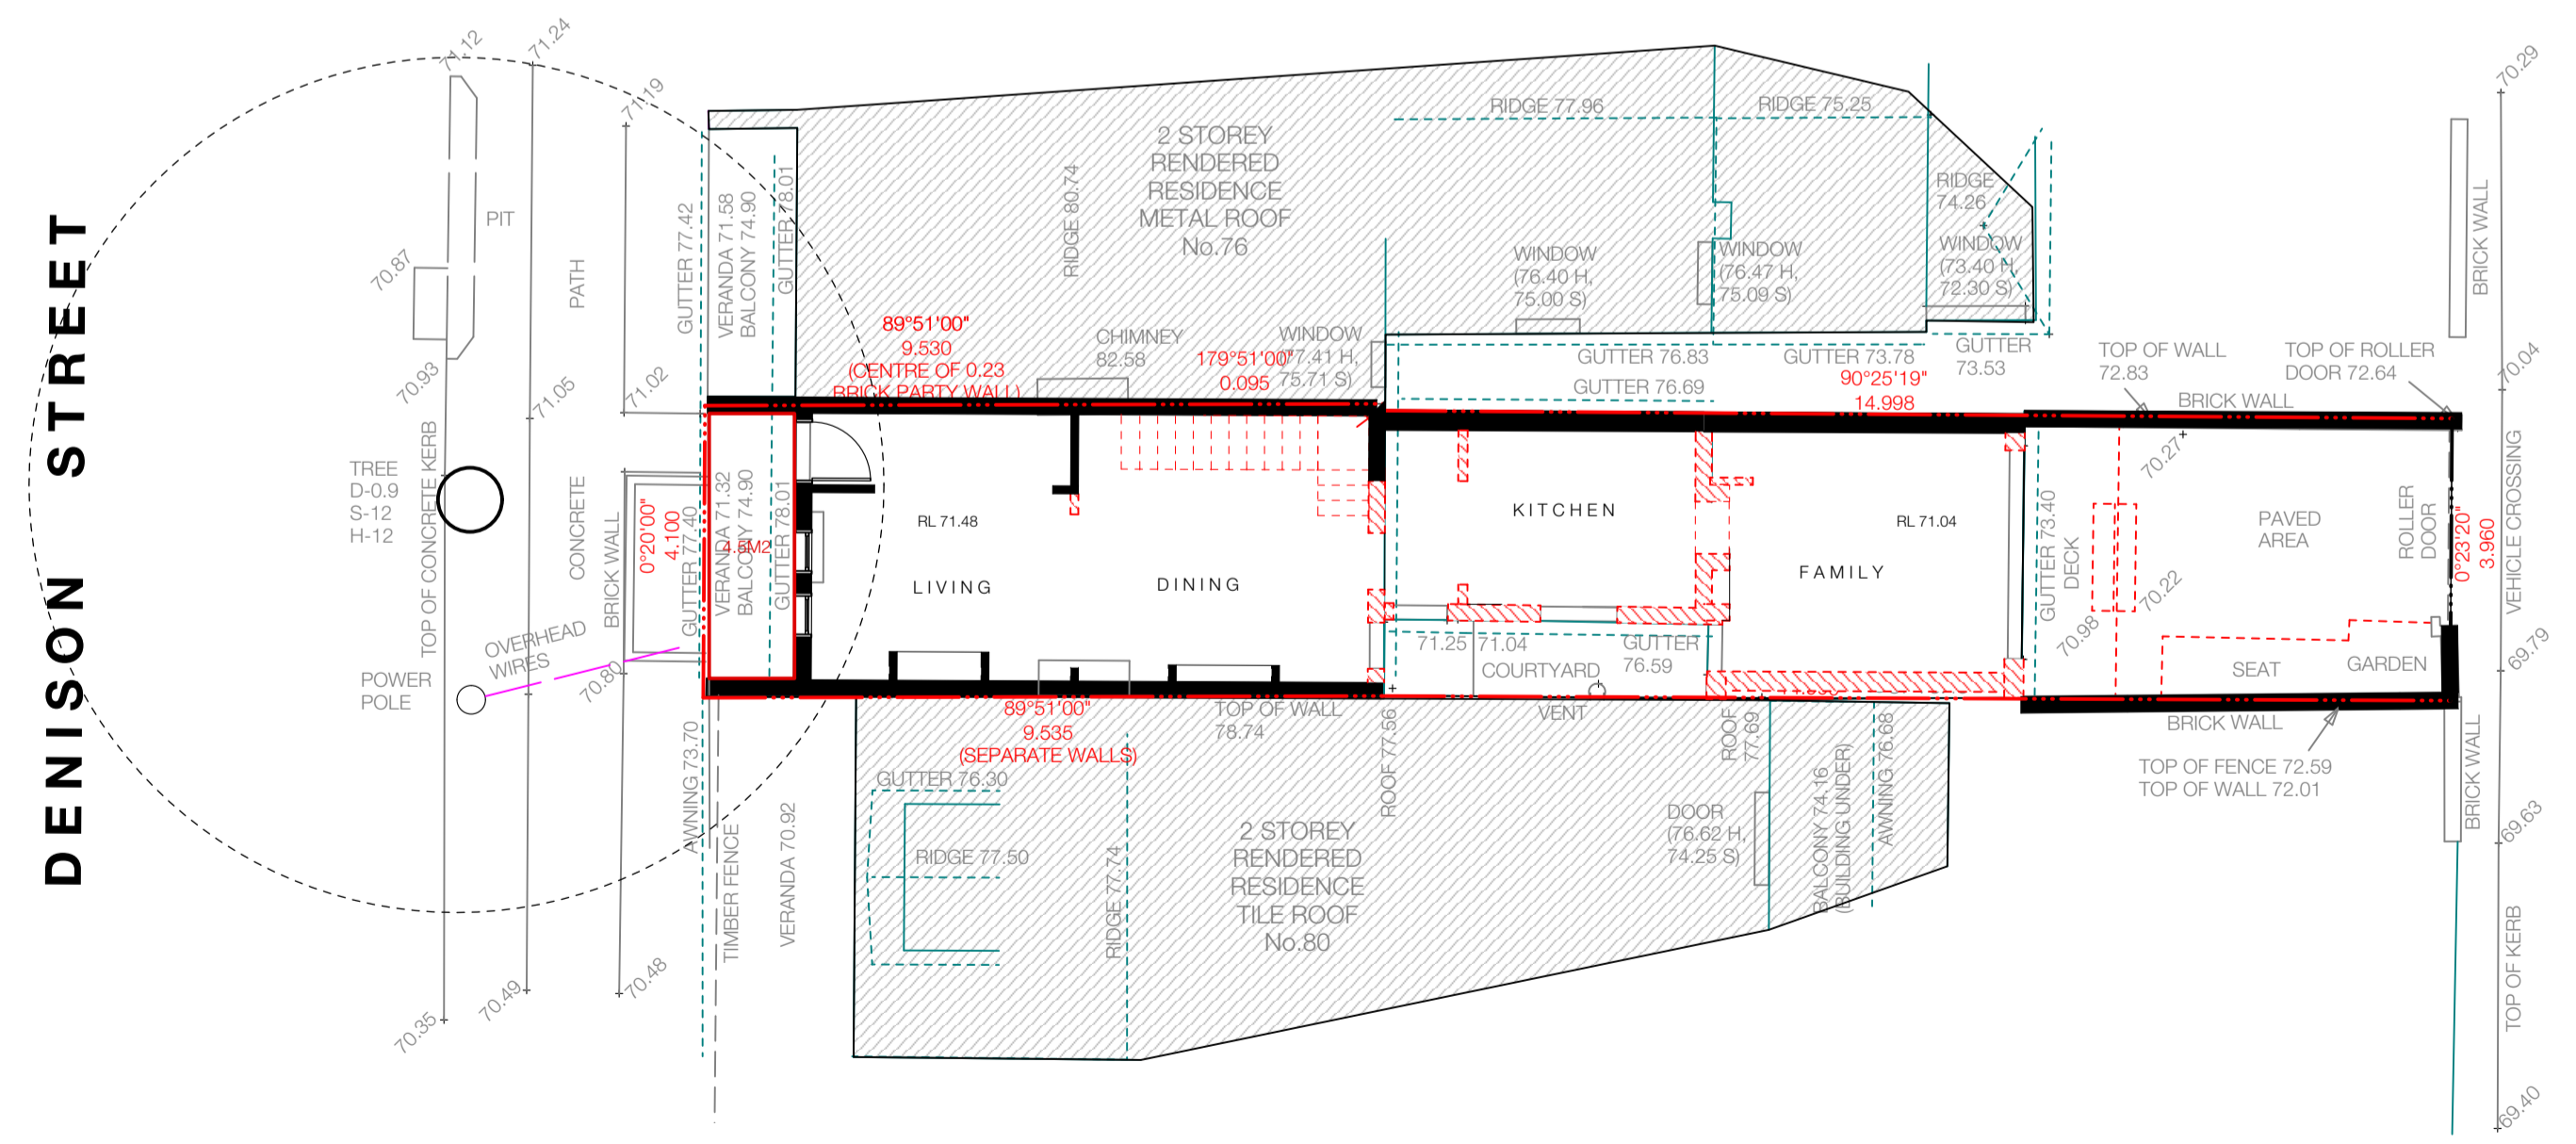 DENISON STREET
71.12
71.24
71.19
70.87
PIT
PATH
70.93
71.05
71.02
TOP OF CONCRETE KERB
TREE
D-0.9
S-12
H-12
CONCRETE
BRICK WALL
OVERHEAD
WIRES
POWER
POLE
70.80
70.35
70.49
70.48
GUTTER 77.42
VERANDA 71.58
BALCONY 74.90
GUTTER 78.01
0°20'00"
4.100
GUTTER 77.40
VERANDA 71.32
BALCONY 74.90
4.5M2
GUTTER 78.01
AWNING 73.70
TIMBER FENCE
VERANDA 70.92
RIDGE 80.74
2 STOREY
RENDERED
RESIDENCE
METAL ROOF
No.76
89°51'00"
9.530
(CENTRE OF 0.23
BRICK PARTY WALL)
CHIMNEY
82.58
179°51'00"
0.095
WINDOW
(77.41 H,
75.71 S)
RIDGE 77.96
RIDGE 75.25
WINDOW
(76.40 H,
75.00 S)
WINDOW
(76.47 H,
75.09 S)
RIDGE
74.26
WINDOW
(73.40 H,
72.30 S)
GUTTER 76.83
GUTTER 73.78
GUTTER
73.53
GUTTER 76.69
90°25'19"
14.998
TOP OF WALL
72.83
TOP OF ROLLER
DOOR 72.64
BRICK WALL
BRICK WALL
70.29
70.04
RL 71.48
LIVING
DINING
KITCHEN
RL 71.04
FAMILY
71.25
71.04
GUTTER
76.59
COURTYARD
VENT
GUTTER 73.40
DECK
70.27
70.22
70.98
PAVED
AREA
ROLLER
DOOR
0°23'20"
3.960
VEHICLE CROSSING
SEAT
GARDEN
69.79
BRICK WALL
TOP OF FENCE 72.59
TOP OF WALL 72.01
BRICK WALL
69.63
TOP OF KERB
69.40
89°51'00"
9.535
(SEPARATE WALLS)
TOP OF WALL
78.74
GUTTER 76.30
RIDGE 77.50
RIDGE 77.74
2 STOREY
RENDERED
RESIDENCE
TILE ROOF
No.80
ROOF 77.56
ROOF
77.69
DOOR
(76.62 H,
74.25 S)
BALCONY 74.16
(BUILDING UNDER)
AWNING 76.68